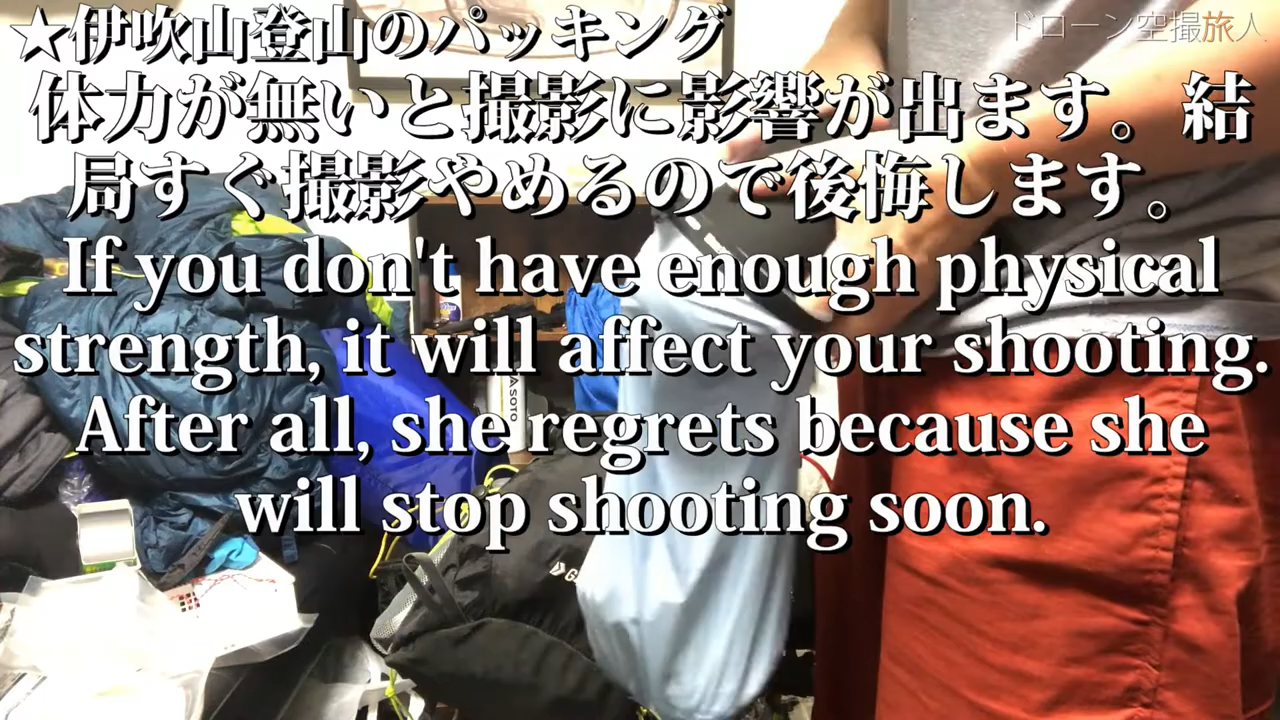 ★伊吹山登山のパッキング
ドローン空撮旅人
体力が無いと撮影に影響が出ます。結
局すぐ撮影やめるので後悔します。
If you don't have enough physical
strength, it will affect your shooting.
After all, she regrets because she
will stop shooting soon.
SOTO